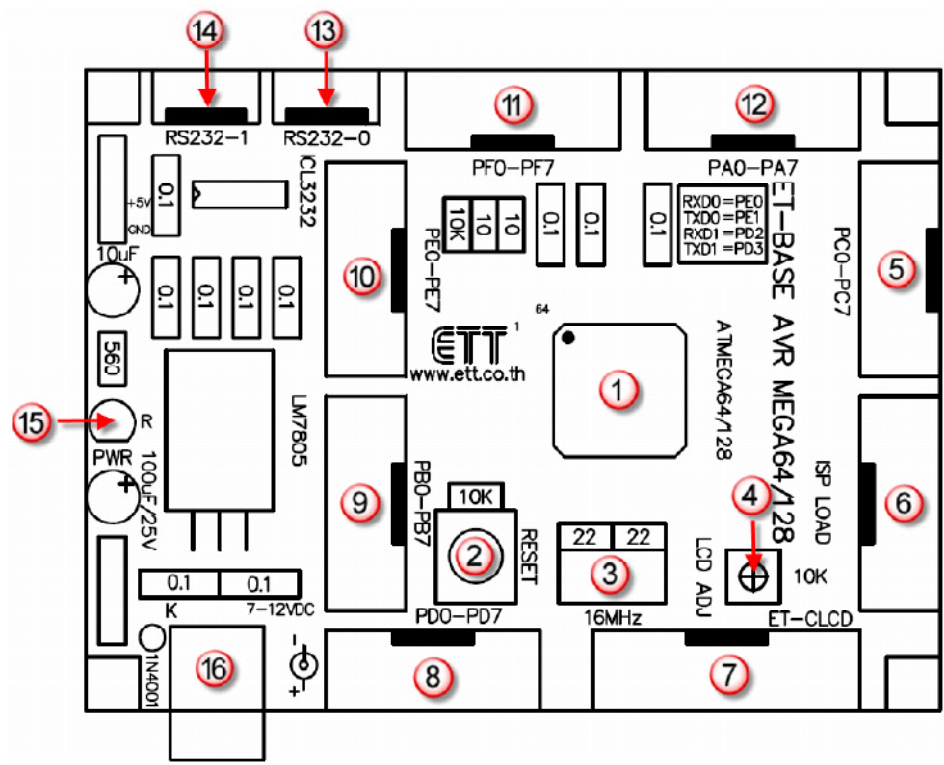 14
13
11
12
RS232-1
RS232-0
PF0-PF7
PA0-PA7
ICL3232
+5V
GND
0.1
10uF
10K
10
10
0.1
0.1
0.1
RXD0=PE0
TXD0=PE1
RXD1=PD2
TXD1=PD3
ET-BASE AVR MEGA64/128
PC0-PC7
5
10
PE0-PE7
0.1
0.1
0.1
0.1
64
1
ETT
www.ett.co.th
1
ATMEGA64/128
560
15
R
PWR
LM7805
100uF/25V
9
PB0-PB7
10K
2
RESET
22
22
3
16MHz
4
LCD ADJ
10K
ISP LOAD
6
0.1
0.1
K
7-12VDC
PD0-PD7
ET-CLCD
1N4001
16
-
+
8
7